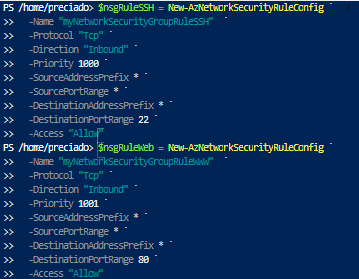 PS /home/preciado> $nsgRuleSSH = New-AzNetworkSecurityRuleConfig `
>>   -Name "myNetworkSecurityGroupRuleSSH" `
>>   -Protocol "Tcp" `
>>   -Direction "Inbound" `
>>   -Priority 1000 `
>>   -SourceAddressPrefix * `
>>   -SourcePortRange * `
>>   -DestinationAddressPrefix * `
>>   -DestinationPortRange 22 `
>>   -Access "Allow"
PS /home/preciado> $nsgRuleWeb = New-AzNetworkSecurityRuleConfig `
>>   -Name "myNetworkSecurityGroupRuleWWW" `
>>   -Protocol "Tcp" `
>>   -Direction "Inbound" `
>>   -Priority 1001 `
>>   -SourceAddressPrefix * `
>>   -SourcePortRange * `
>>   -DestinationAddressPrefix * `
>>   -DestinationPortRange 80 `
>>   -Access "Allow"